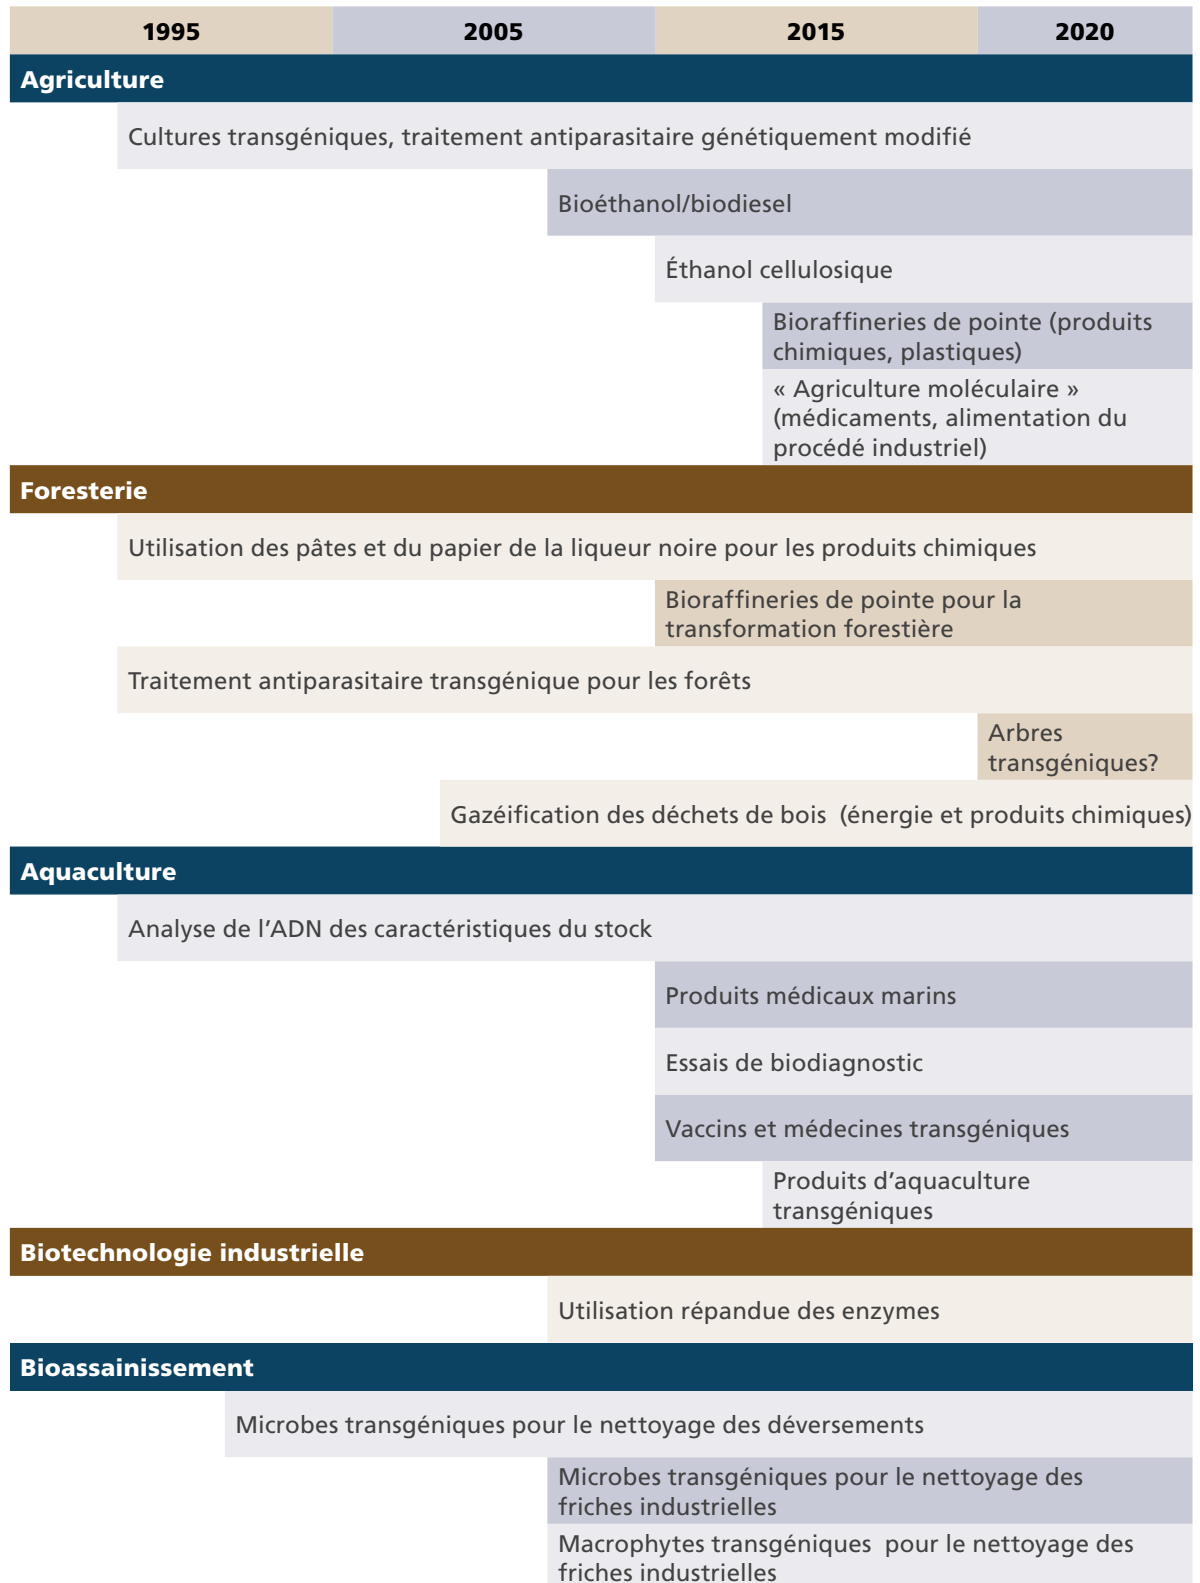 1995 2005 2015 2020
Agriculture
Cultures transgéniques, traitement antiparasitaire génétiquement modifié
Bioéthanol/biodiesel
Éthanol cellulosique
Bioraffineries de pointe (produits
chimiques, plastiques)
« Agriculture moléculaire »
(médicaments, alimentation du
procédé industriel)
Foresterie
Utilisation des pâtes et du papier de la liqueur noire pour les produits chimiques
Bioraffineries de pointe pour la
transformation forestière
Traitement antiparasitaire transgénique pour les forêts
Arbres
transgéniques?
Gazéification des déchets de bois (énergie et produits chimiques)
Aquaculture
Analyse de l'ADN des caractéristiques du stock
Produits médicaux marins
Essais de biodiagnostic
Vaccins et médecines transgéniques
Produits d'aquaculture
transgéniques
Biotechnologie industrielle
Utilisation répandue des enzymes
Bioassainissement
Microbes transgéniques pour le nettoyage des déversements
Microbes transgéniques pour le nettoyage des
friches industrielles
Macrophytes transgéniques pour le nettoyage des
friches industrielles